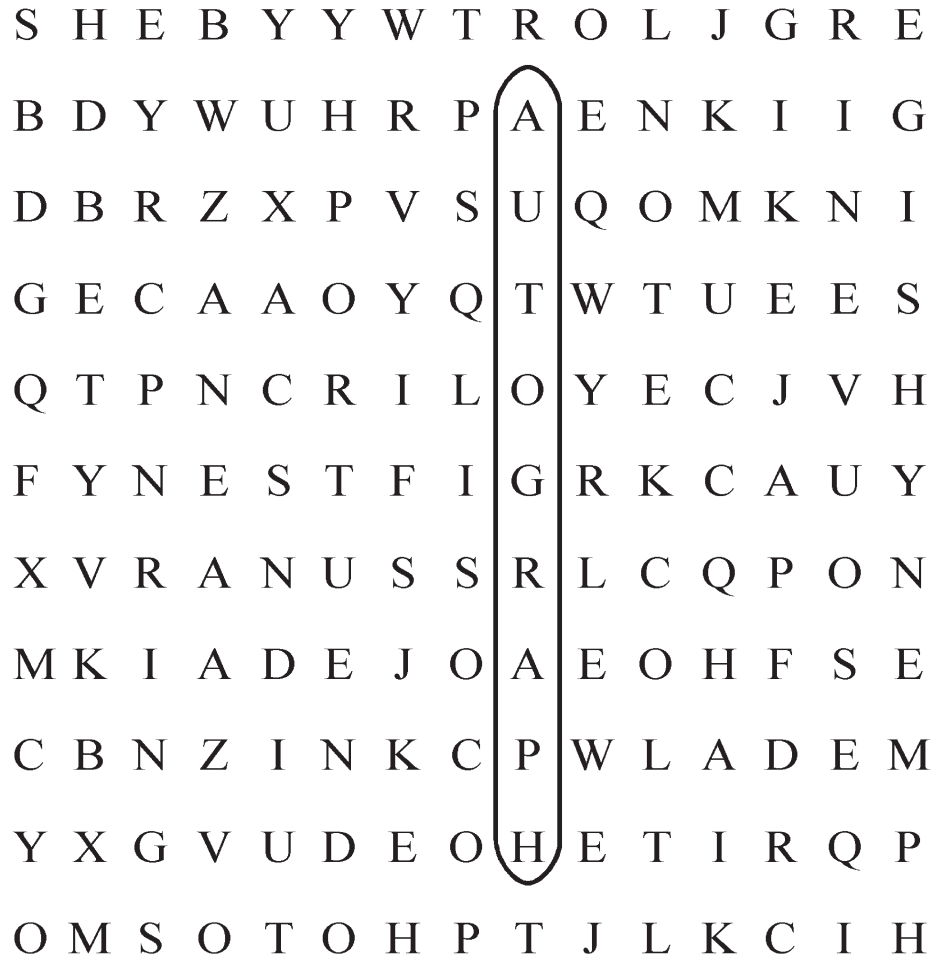 S H E B Y Y W T R O L J G R E
B D Y W U H R P A E N K I I G
D B R Z X P V S U Q O M K N I
G E C A A O Y Q T W T U E E S
Q T P N C R I L O Y E C J V H
F Y N E S T F I G R K C A U Y
X V R A N U S S R L C Q P O N
M K I A D E J O A E O H F S E
C B N Z I N K C P W L A D E M
Y X G V U D E O H E T I R Q P
O M S O T O H P T J L K C I H